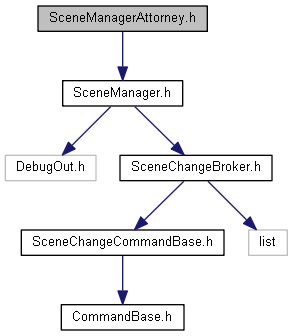 SceneManagerAttorney.h
SceneManager.h
DebugOut.h
SceneChangeBroker.h
SceneChangeCommandBase.h
list
CommandBase.h